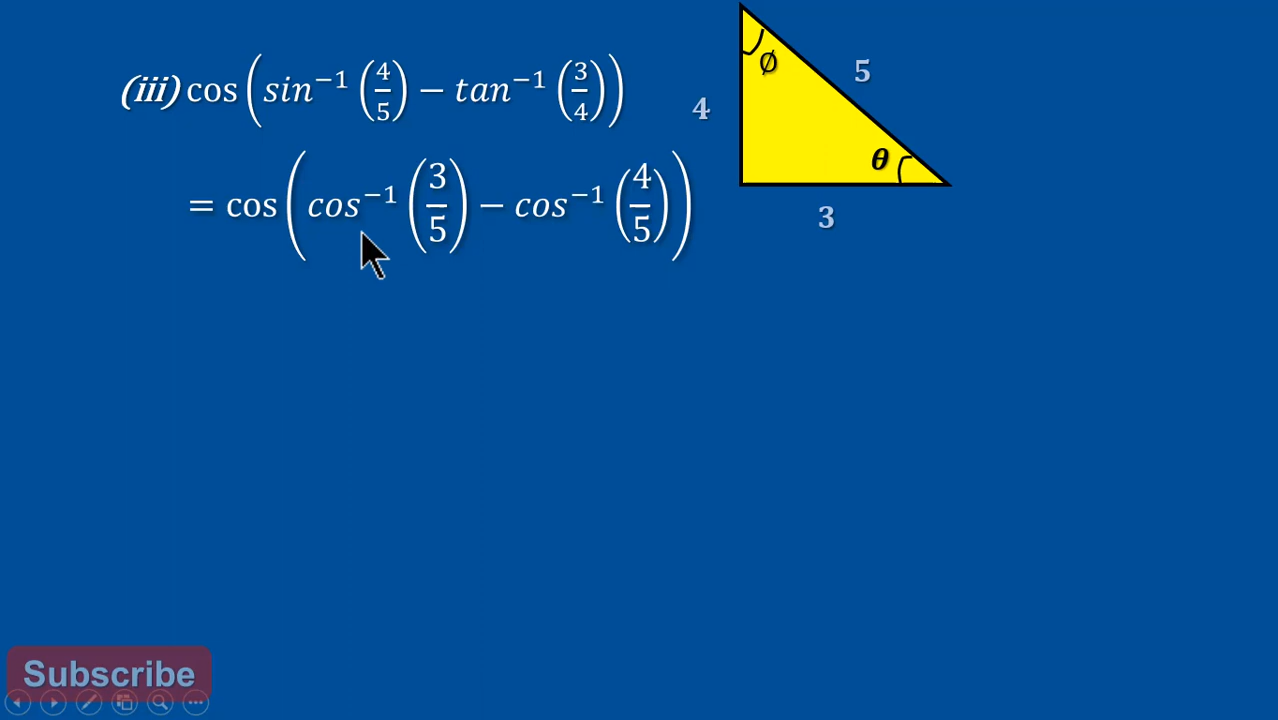 (iii) cos(sin⁻¹(4/5) − tan⁻¹(3/4))
= cos(cos⁻¹(3/5) − cos⁻¹(4/5))
∅
5
4
θ
3
Subscribe